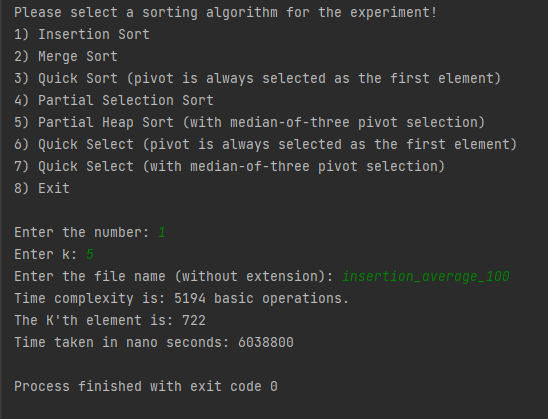 Please select a sorting algorithm for the experiment!
1) Insertion Sort
2) Merge Sort
3) Quick Sort (pivot is always selected as the first element)
4) Partial Selection Sort
5) Partial Heap Sort (with median-of-three pivot selection)
6) Quick Select (pivot is always selected as the first element)
7) Quick Select (with median-of-three pivot selection)
8) Exit
Enter the number: 1
Enter k: 5
Enter the file name (without extension): insertion_average_100
Time complexity is: 5194 basic operations.
The K'th element is: 722
Time taken in nano seconds: 6038800
Process finished with exit code 0